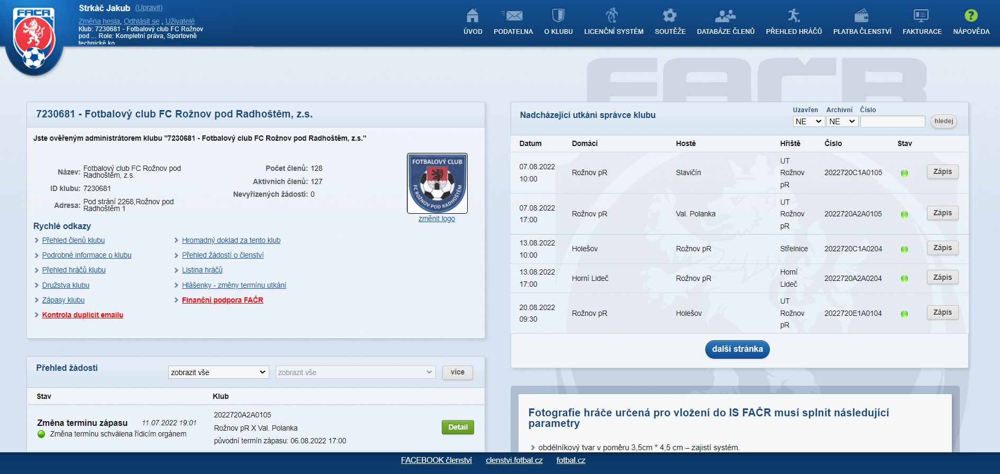 FACR
Strkáč Jakub (Upravit)
Změna hesla, Odhlásit se , Uživatelé
Klub: 7230681 - Fotbalový club FC Rožnov
pod ... Role: Kompletní práva, Sportovně
technické ko
ÚVOD PODATELNA O KLUBU LICENČNÍ SYSTÉM SOUTĚŽE DATABÁZE ČLENŮ PŘEHLED HRÁČŮ PLATBA ČLENSTVÍ FAKTURACE NÁPOVĚDA
FACR
7230681 - Fotbalový club FC Rožnov pod Radhoštěm, z.s.
Jste ověřeným administrátorem klubu "7230681 - Fotbalový club FC Rožnov pod Radhoštěm, z.s."
Název: Fotbalový club FC Rožnov pod
Radhoštěm, z.s.
ID klubu: 7230681
Adresa: Pod strání 2268,Rožnov pod
Radhoštěm 1
Počet členů: 128
Aktivních členů: 127
Nevyřízených žádostí: 0
FOTBALOVÝ CLUB
FC ROŽNOV POD RADHOŠTĚM
změnit logo
Rychlé odkazy
Přehled členů klubu
Podrobné informace o klubu
Přehled hráčů klubu
Družstva klubu
Zápasy klubu
Kontrola duplicit emailu
Hromadný doklad za tento klub
Přehled žádostí o členství
Listina hráčů
Hlášenky - změny termínu utkání
Finanční podpora FAČR
Přehled žádostí zobrazit vše zobrazit vše více
Stav Klub
Změna termínu zápasu 11.07.2022 19:01
Změna termínu schválena řídicím orgánem
2022720A2A0105
Rožnov pR X Val. Polanka
původní termín zápasu: 06.08.2022 17:00
Detail
Nadcházející utkání správce klubu
Uzavřen Archivní Číslo
NE NE hledej
Datum Domácí Hosté Hřiště Číslo Stav
07.08.2022
10:00
Rožnov pR Slavičín
UT
Rožnov
pR
2022720C1A0105 Zápis
07.08.2022
17:00
Rožnov pR Val. Polanka
UT
Rožnov
pR
2022720A2A0105 Zápis
13.08.2022
10:00
Holešov Rožnov pR Střelnice 2022720C1A0204 Zápis
13.08.2022
17:00
Horní Lideč Rožnov pR
Horní
Lideč
2022720A2A0204 Zápis
20.08.2022
09:30
Rožnov pR Holešov
UT
Rožnov
pR
2022720E1A0104 Zápis
další stránka
Fotografie hráče určená pro vložení do IS FAČR musí splnit následující
parametry
obdélníkový tvar v poměru 3,5cm * 4,5 cm – zajistí systém.
FACEBOOK členství clenstvi.fotbal.cz fotbal.cz